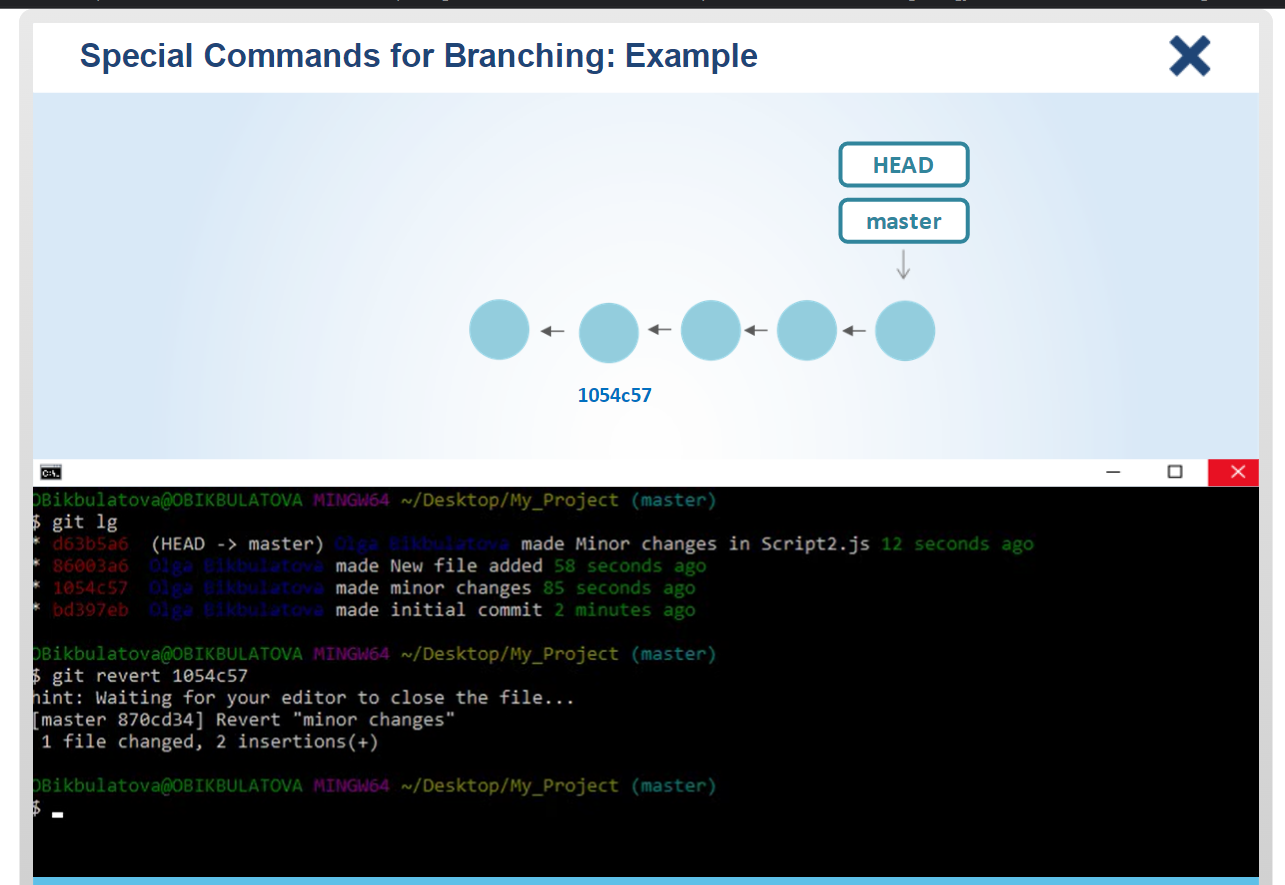 Special Commands for Branching: Example
HEAD
master
1054c57
OBikbulatova@OBIKBULATOVA MINGW64 ~/Desktop/My_Project (master)
$ git lg
* d63b5a6 (HEAD -> master) Olga Bikbulatova made Minor changes in Script2.js 12 seconds ago
* 86003a6 Olga Bikbulatova made New file added 58 seconds ago
* 1054c57 Olga Bikbulatova made minor changes 85 seconds ago
* bd397eb Olga Bikbulatova made initial commit 2 minutes ago
OBikbulatova@OBIKBULATOVA MINGW64 ~/Desktop/My_Project (master)
$ git revert 1054c57
hint: Waiting for your editor to close the file...
[master 870cd34] Revert "minor changes"
1 file changed, 2 insertions(+)
OBikbulatova@OBIKBULATOVA MINGW64 ~/Desktop/My_Project (master)
$